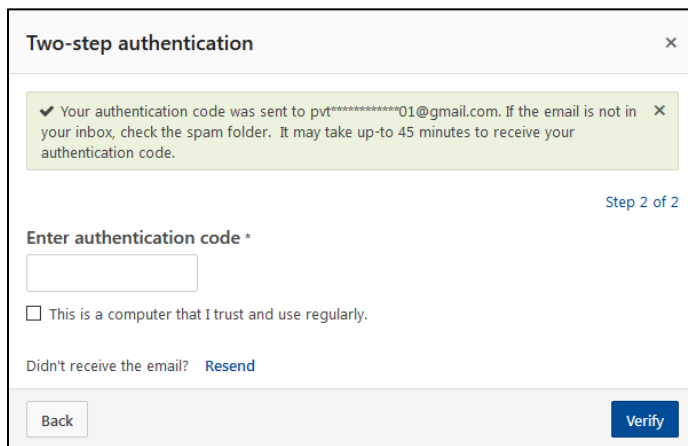 Two-step authentication ×
✔ Your authentication code was sent to pvt************01@gmail.com. If the email is not in ×
your inbox, check the spam folder. It may take up-to 45 minutes to receive your
authentication code.
Step 2 of 2
Enter authentication code *
This is a computer that I trust and use regularly.
Didn't receive the email? Resend
Back Verify